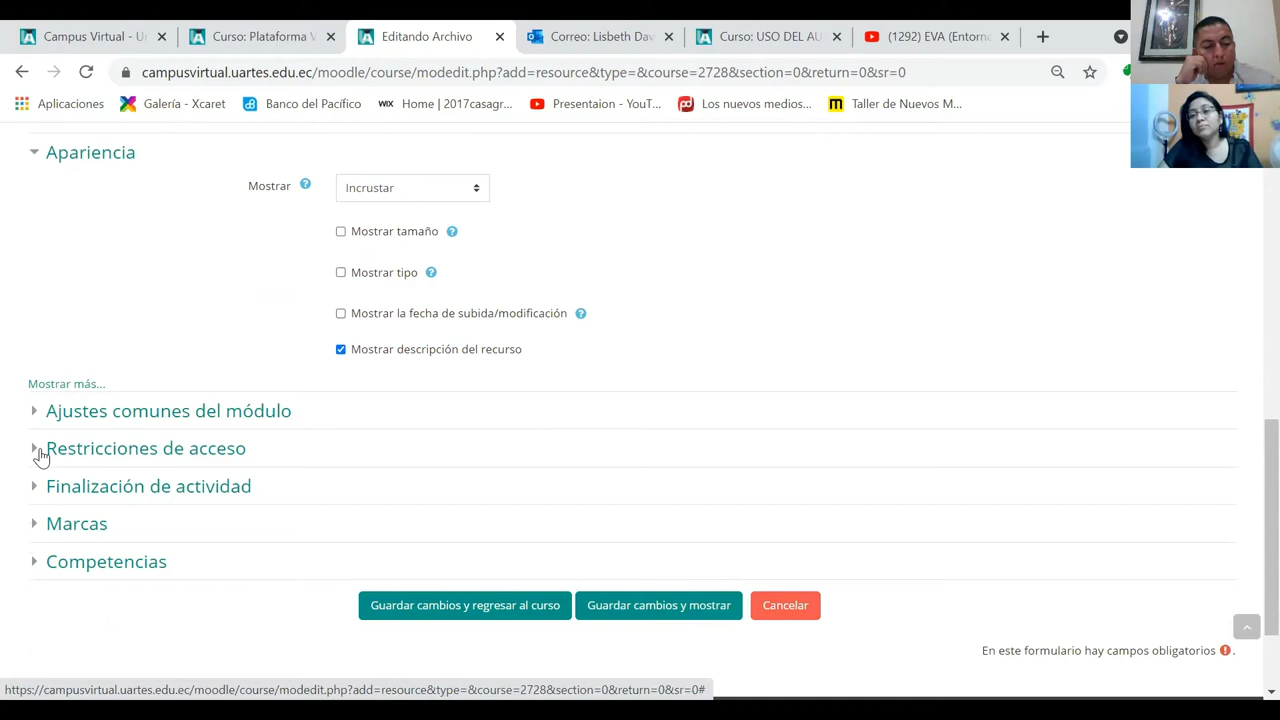 Campus Virtual - U
Curso: Plataforma V
Editando Archivo
Correo: Lisbeth Dav
Curso: USO DEL AU
(1292) EVA (Entorne
campusvirtual.uartes.edu.ec/moodle/course/modedit.php?add=resource&type=&course=2728&section=0&return=0&sr=0
Aplicaciones
Galería - Xcaret
Banco del Pacífico
WIX Home | 2017casagr...
Presentaion - YouT...
pd Los nuevos medios...
m Taller de Nuevos M...
Apariencia
Mostrar
Incrustar
Mostrar tamaño
Mostrar tipo
Mostrar la fecha de subida/modificación
Mostrar descripción del recurso
Mostrar más...
Ajustes comunes del módulo
Restricciones de acceso
Finalización de actividad
Marcas
Competencias
Guardar cambios y regresar al curso
Guardar cambios y mostrar
Cancelar
En este formulario hay campos obligatorios
https://campusvirtual.uartes.edu.ec/moodle/course/modedit.php?add=resource&type=&course=2728&section=0&return=0&sr=0#